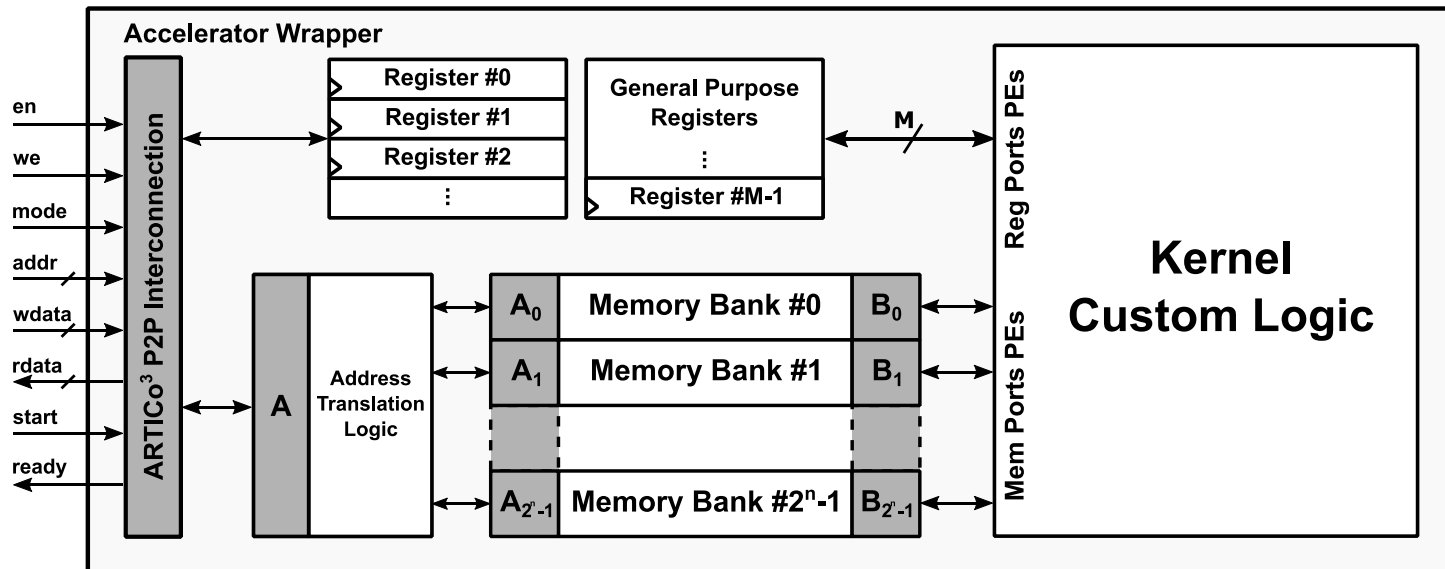 Accelerator Wrapper
en
we
mode
addr
wdata
rdata
start
ready
ARTICo³ P2P Interconnection
Register #0
Register #1
Register #2
⋮
General Purpose
Registers
⋮
Register #M-1
M
A
Address
Translation
Logic
A₀
Memory Bank #0
B₀
A₁
Memory Bank #1
B₁
A₂ⁿ₋₁
Memory Bank #2ⁿ-1
B₂ⁿ₋₁
Reg Ports PEs
Mem Ports PEs
Kernel
Custom Logic